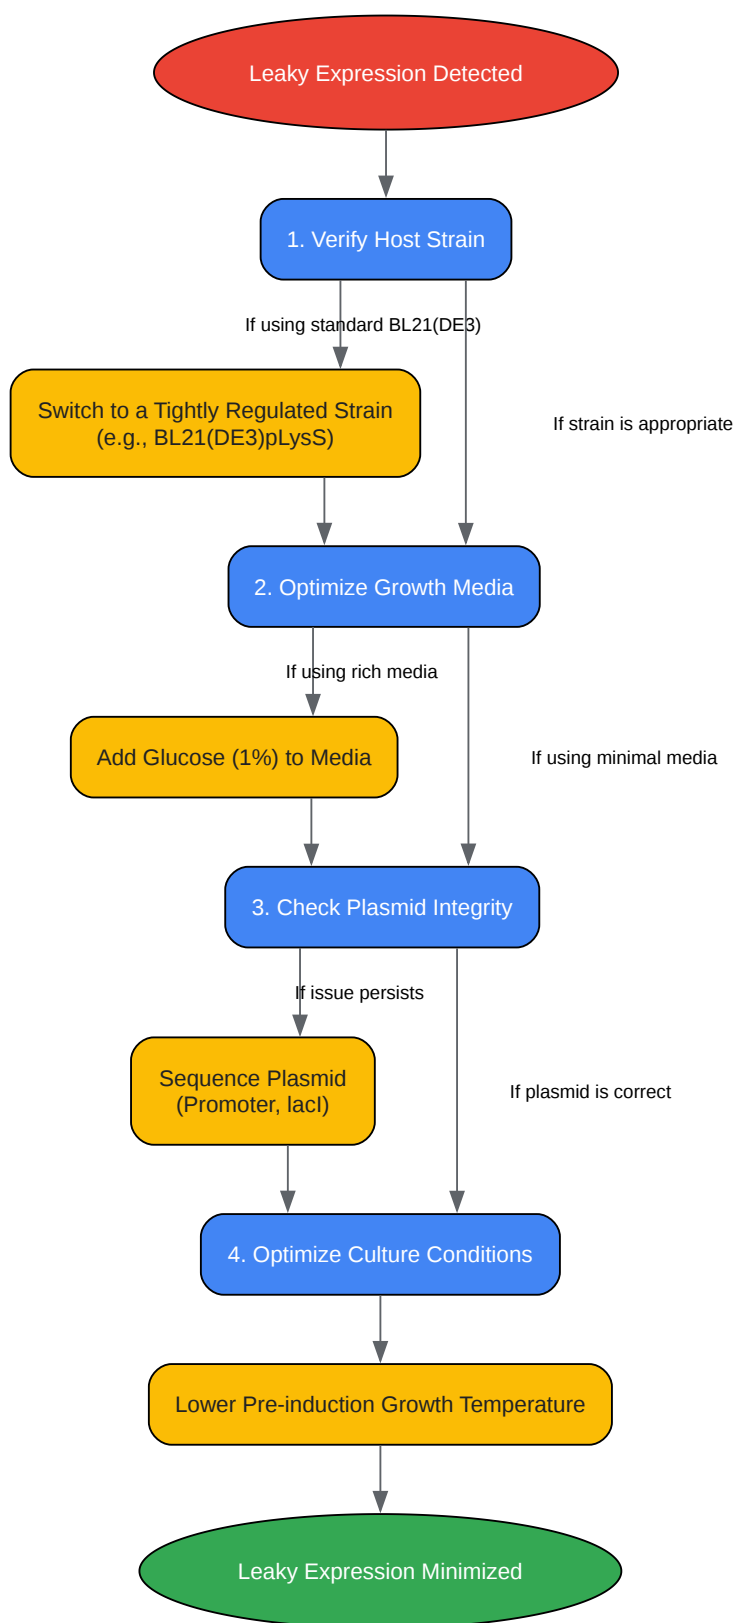 Leaky Expression Detected
1. Verify Host Strain
If using standard BL21(DE3)
Switch to a Tightly Regulated Strain
(e.g., BL21(DE3)pLysS)
If strain is appropriate
2. Optimize Growth Media
If using rich media
Add Glucose (1%) to Media
If using minimal media
3. Check Plasmid Integrity
If issue persists
Sequence Plasmid
(Promoter, lacI)
If plasmid is correct
4. Optimize Culture Conditions
Lower Pre-induction Growth Temperature
Leaky Expression Minimized